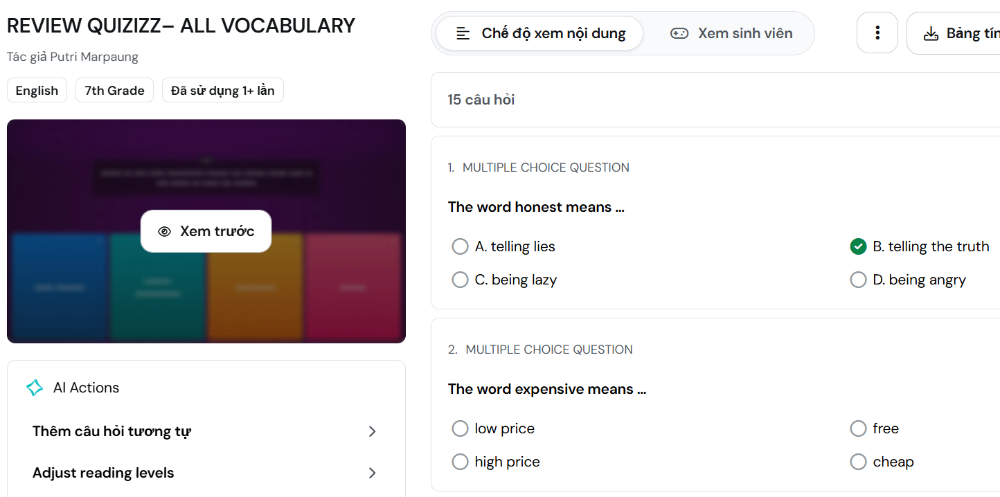 REVIEW QUIZIZZ– ALL VOCABULARY
Tác giả Putri Marpaung
English
7th Grade
Đã sử dụng 1+ lần
Xem trước
AI Actions
Thêm câu hỏi tương tự
Adjust reading levels
Chế độ xem nội dung
Xem sinh viên
Bảng tín
15 câu hỏi
1. MULTIPLE CHOICE QUESTION
The word honest means ...
A. telling lies
B. telling the truth
C. being lazy
D. being angry
2. MULTIPLE CHOICE QUESTION
The word expensive means ...
low price
free
high price
cheap